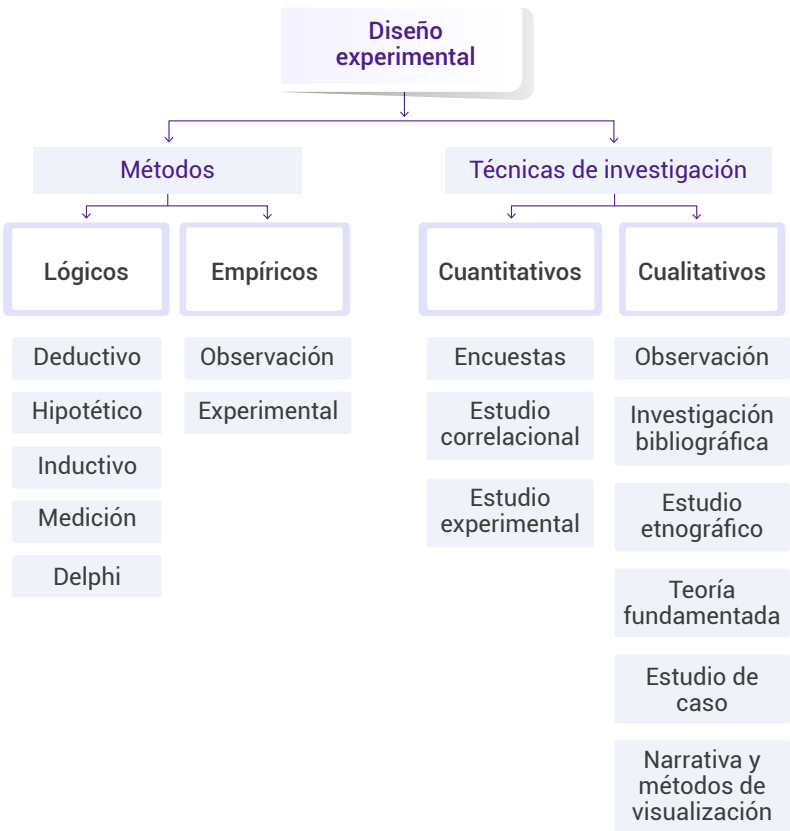 Diseño
experimental
Métodos
Técnicas de investigación
Lógicos
Empíricos
Cuantitativos
Cualitativos
Deductivo
Hipotético
Inductivo
Medición
Delphi
Observación
Experimental
Encuestas
Estudio
correlacional
Estudio
experimental
Observación
Investigación
bibliográfica
Estudio
etnográfico
Teoría
fundamentada
Estudio de
caso
Narrativa y
métodos de
visualización